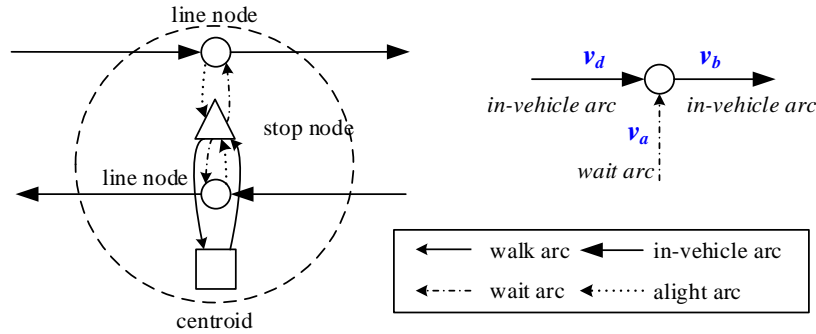 line node
stop node
line node
centroid
v_d
v_b
in-vehicle arc
in-vehicle arc
v_a
wait arc
walk arc
in-vehicle arc
wait arc
alight arc